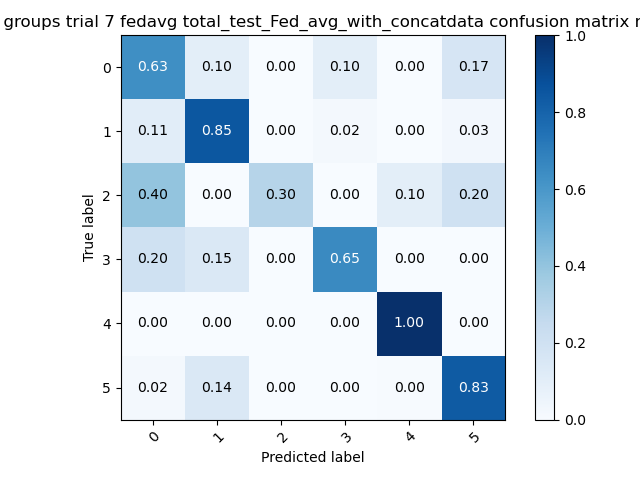 groups trial 7 fedavg total_test_Fed_avg_with_concatdata confusion matrix
True label
0 0.63 0.10 0.00 0.10 0.00 0.17
1 0.11 0.85 0.00 0.02 0.00 0.03
2 0.40 0.00 0.30 0.00 0.10 0.20
3 0.20 0.15 0.00 0.65 0.00 0.00
4 0.00 0.00 0.00 0.00 1.00 0.00
5 0.02 0.14 0.00 0.00 0.00 0.83
0 1 2 3 4 5
Predicted label
1.0
0.8
0.6
0.4
0.2
0.0